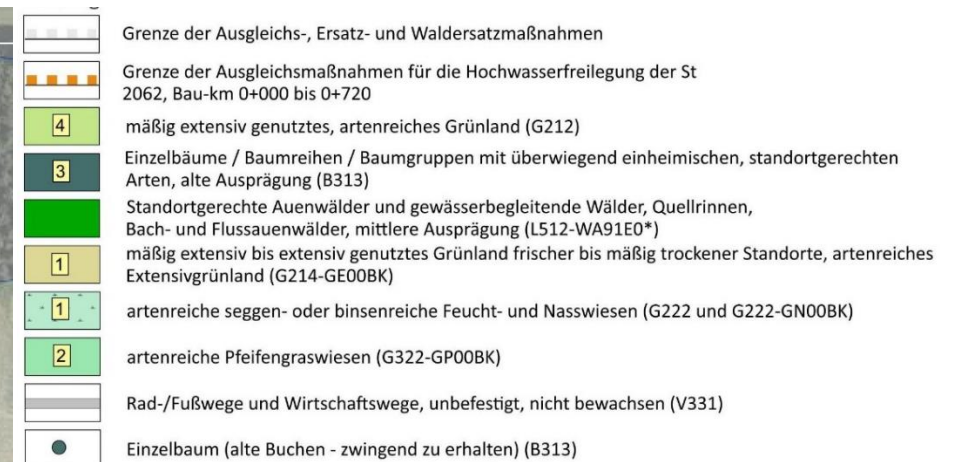 Grenze der Ausgleichs-, Ersatz- und Waldersatzmaßnahmen
Grenze der Ausgleichsmaßnahmen für die Hochwasserfreilegung der St
2062, Bau-km 0+000 bis 0+720
4 mäßig extensiv genutztes, artenreiches Grünland (G212)
Einzelbäume / Baumreihen / Baumgruppen mit überwiegend einheimischen, standortgerechten
3 Arten, alte Ausprägung (B313)
Standortgerechte Auenwälder und gewässerbegleitende Wälder, Quellrinnen,
Bach- und Flussauenwälder, mittlere Ausprägung (L512-WA91E0*)
mäßig extensiv bis extensiv genutztes Grünland frischer bis mäßig trockener Standorte, artenreiches
1 Extensivgrünland (G214-GE00BK)
1 artenreiche seggen- oder binsenreiche Feucht- und Nasswiesen (G222 und G222-GN00BK)
2 artenreiche Pfeifengraswiesen (G322-GP00BK)
Rad-/Fußwege und Wirtschaftswege, unbefestigt, nicht bewachsen (V331)
Einzelbaum (alte Buchen - zwingend zu erhalten) (B313)